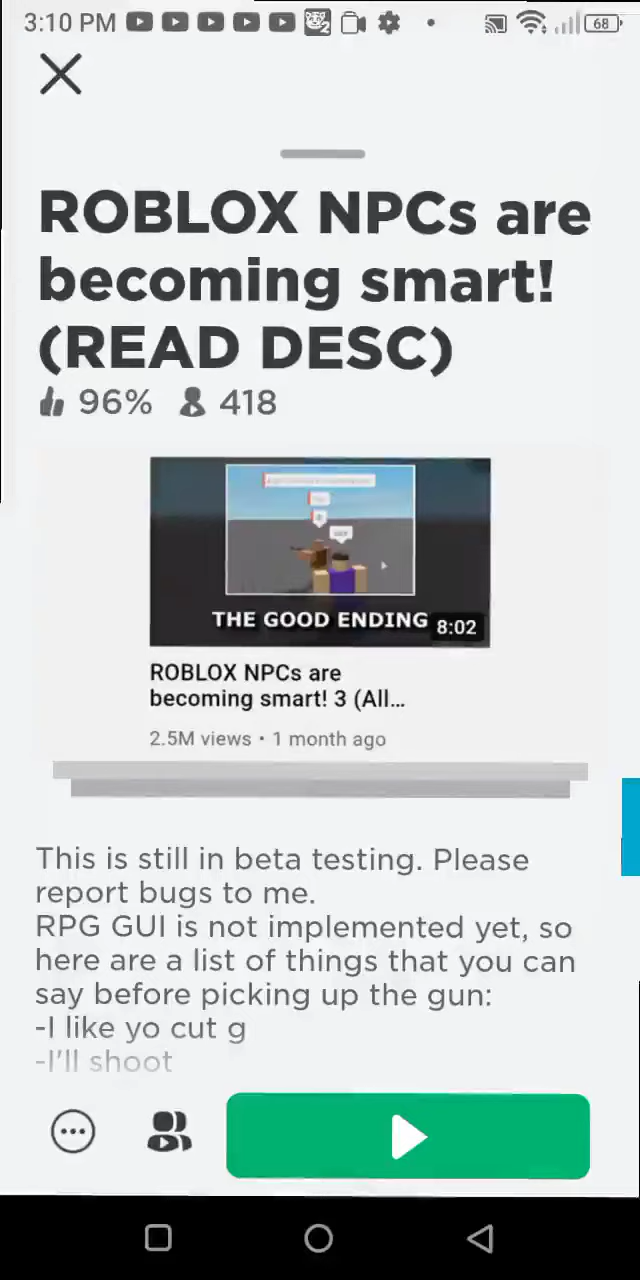 3:10 PM
68
ROBLOX NPCs are
becoming smart!
(READ DESC)
96% 418
THE GOOD ENDING
8:02
ROBLOX NPCs are
becoming smart! 3 (All...
2.5M views • 1 month ago
This is still in beta testing. Please
report bugs to me.
RPG GUI is not implemented yet, so
here are a list of things that you can
say before picking up the gun:
-I like yo cut g
-I'll shoot